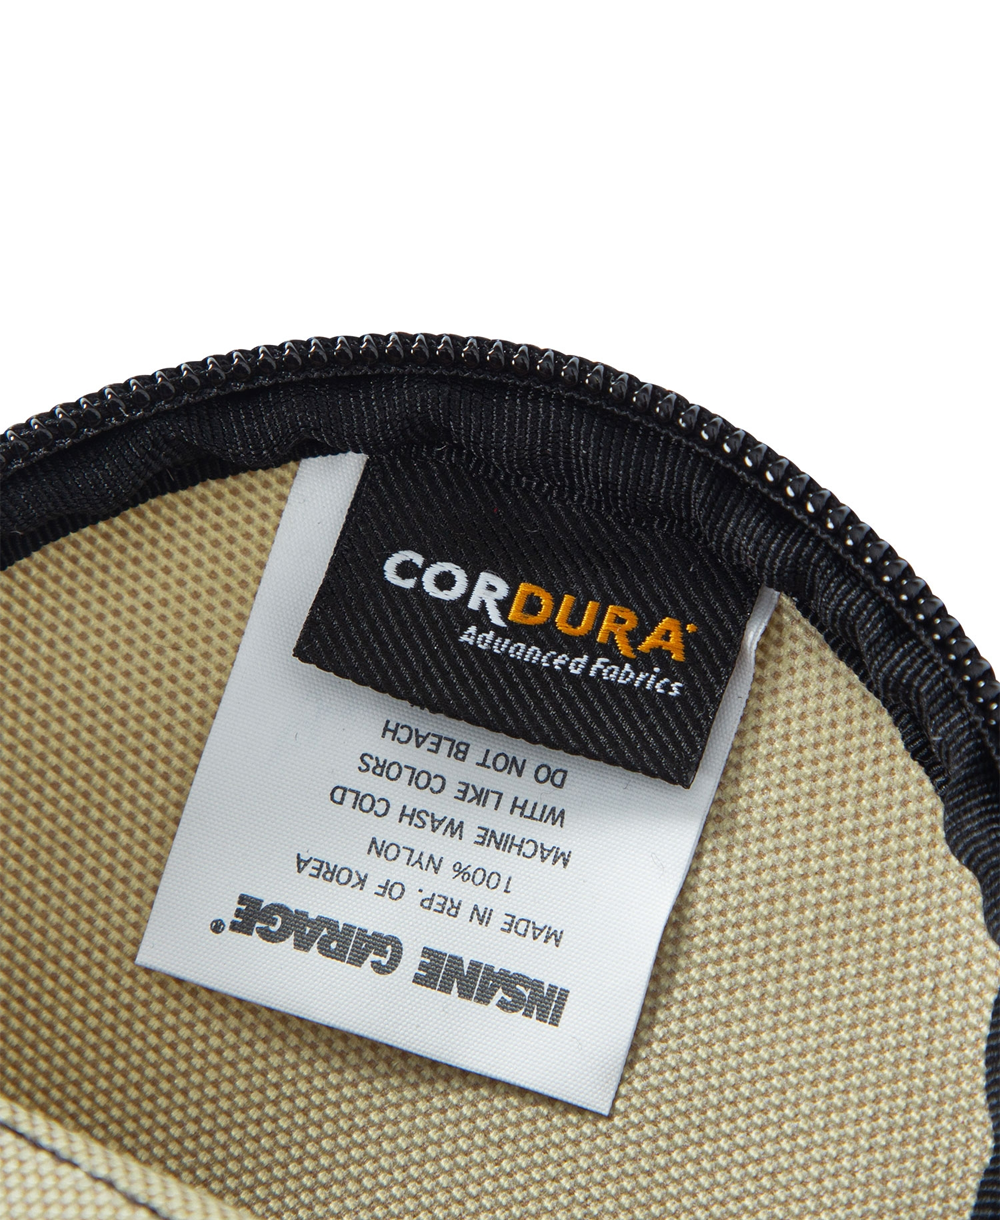 CORDURA
Advanced Fabrics
INSANE GARAGE®
MADE IN REP. OF KOREA
100% NYLON
MACHINE WASH COLD
WITH LIKE COLORS
DO NOT BLEACH